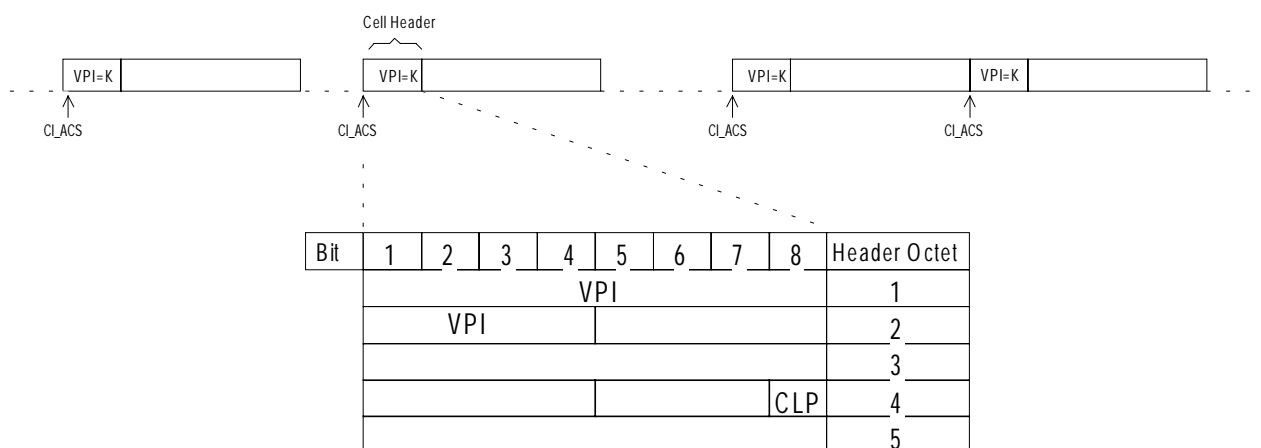 Cell Header
VPI=K VPI=K VPI=K VPI=K
CI_ACS CI_ACS CI_ACS CI_ACS
Bit 1 2 3 4 5 6 7 8 Header Octet
VPI 1
VPI 2
3
CLP 4
5